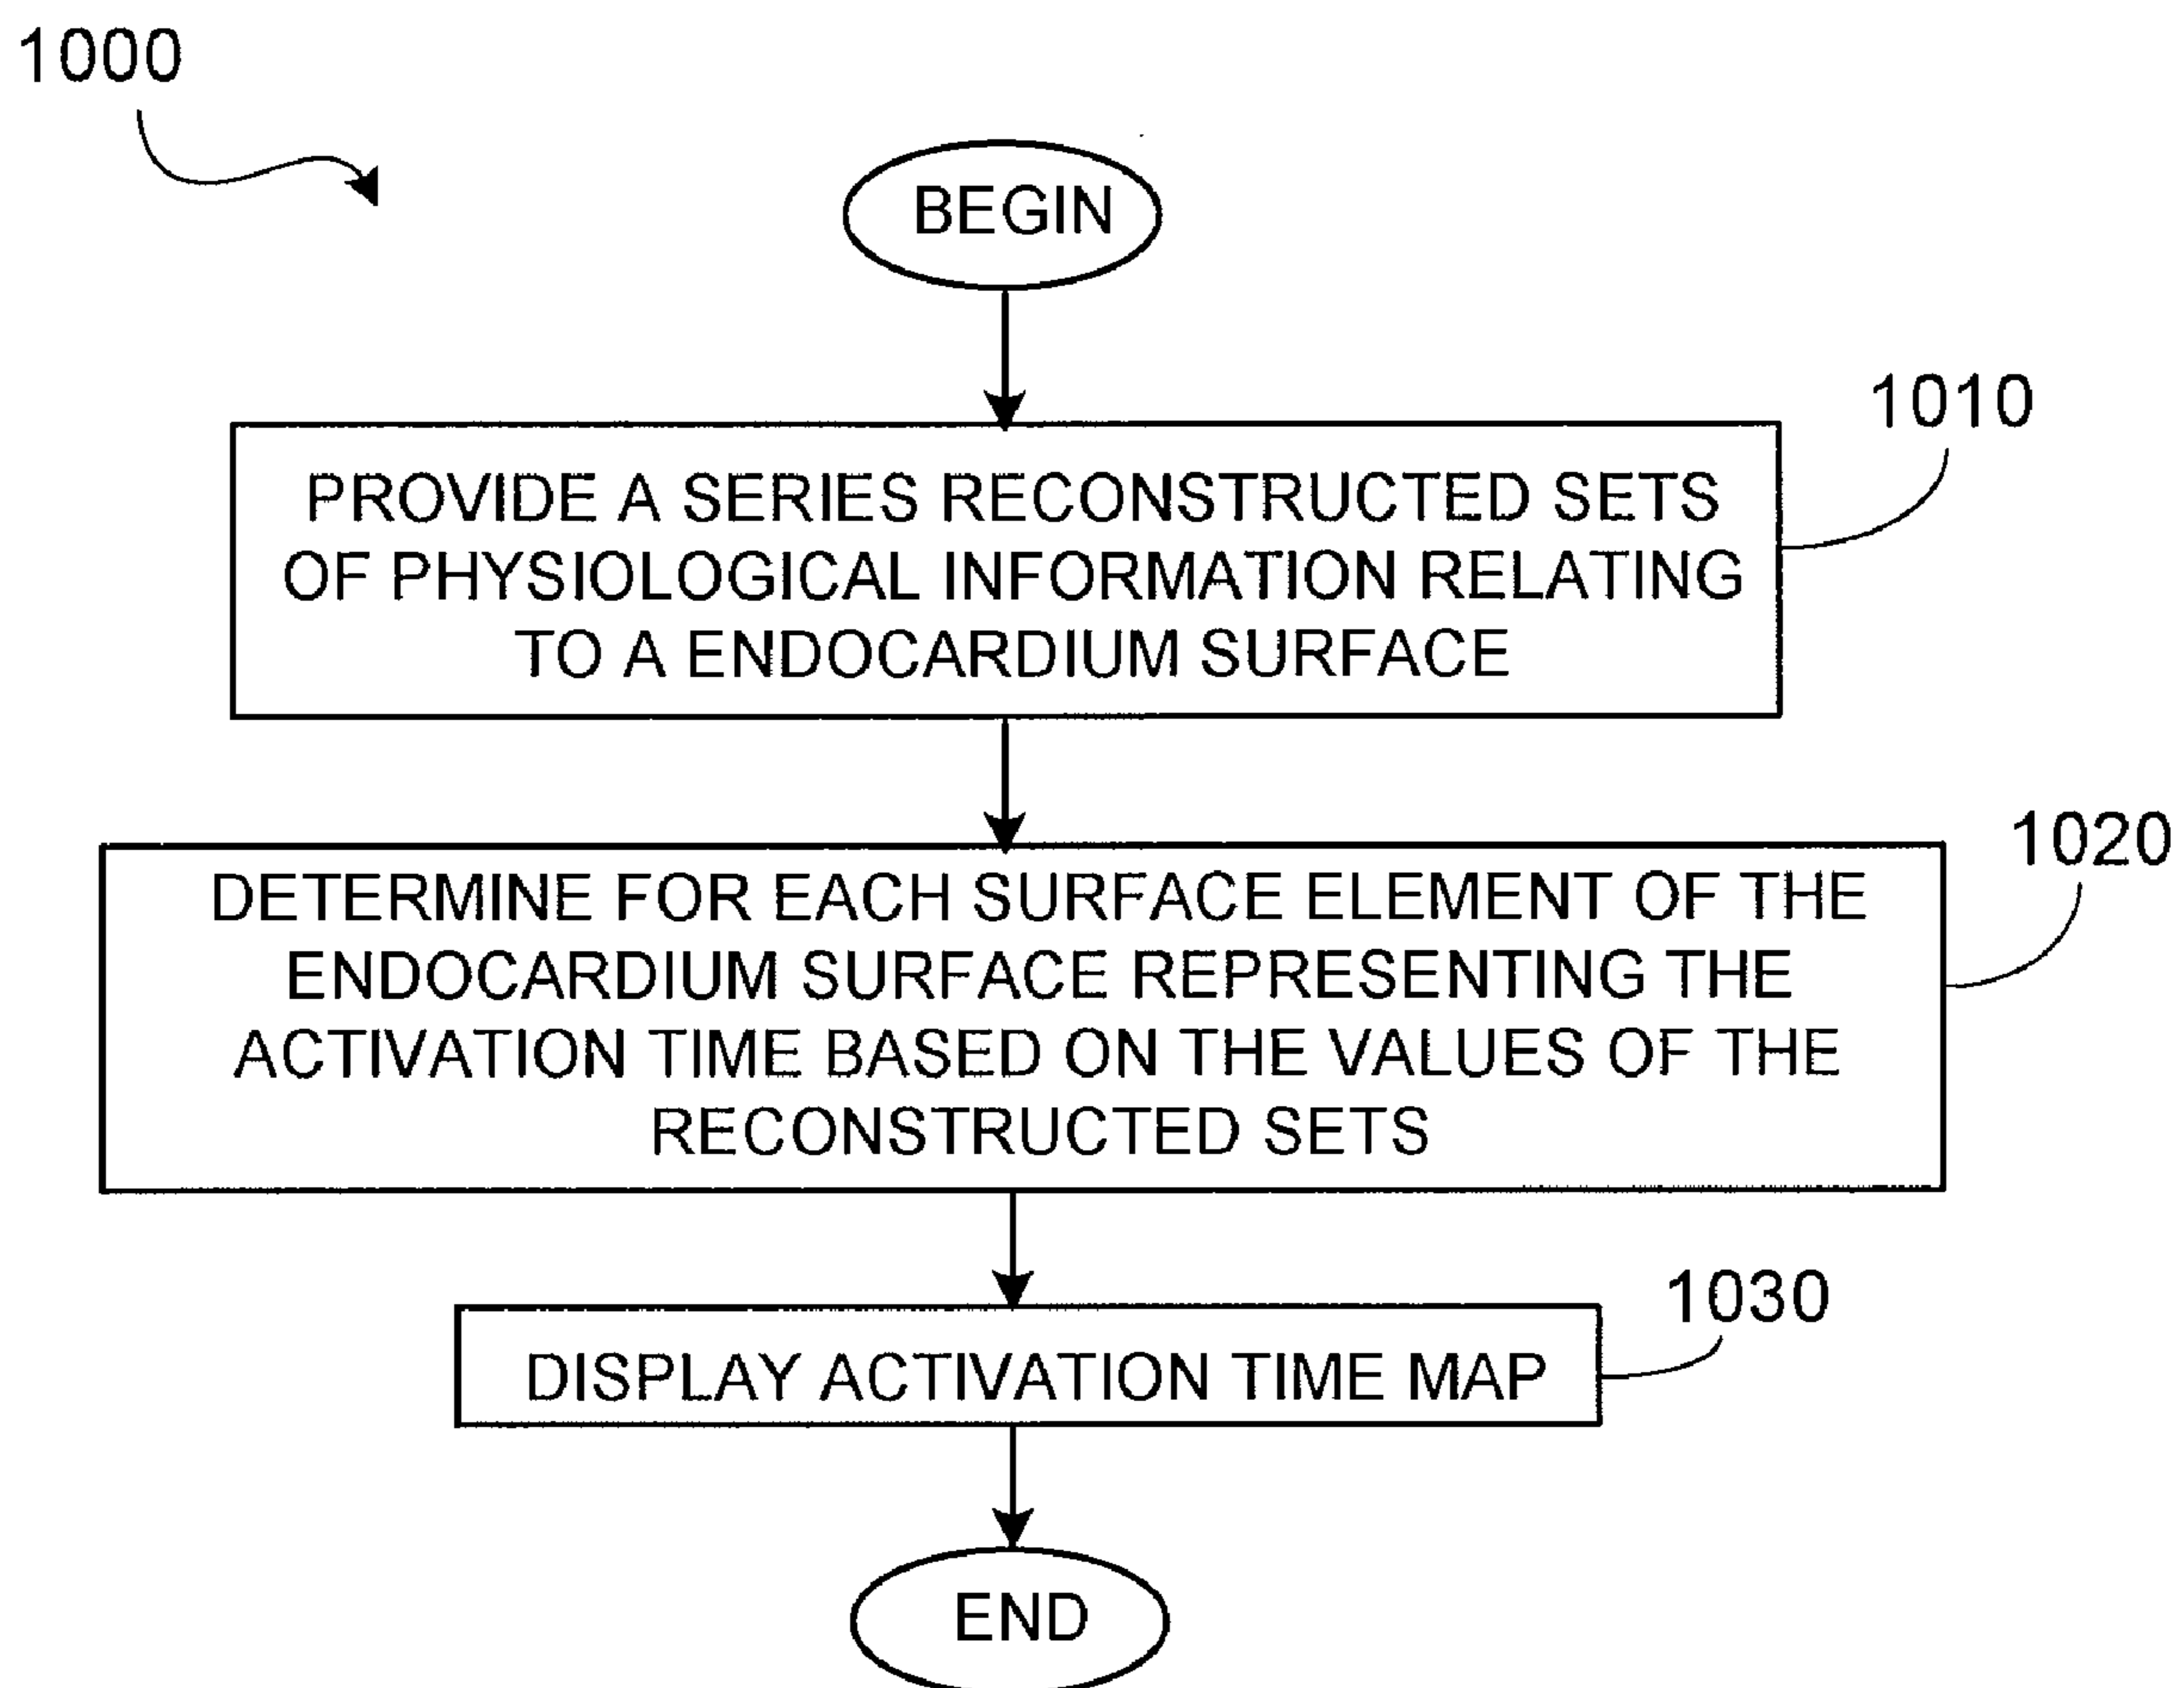 1000
BEGIN
1010
PROVIDE A SERIES RECONSTRUCTED SETS
OF PHYSIOLOGICAL INFORMATION RELATING
TO A ENDOCARDIUM SURFACE
1020
DETERMINE FOR EACH SURFACE ELEMENT OF THE
ENDOCARDIUM SURFACE REPRESENTING THE
ACTIVATION TIME BASED ON THE VALUES OF THE
RECONSTRUCTED SETS
1030
DISPLAY ACTIVATION TIME MAP
END